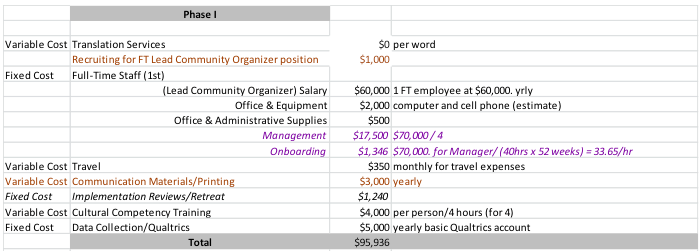 Phase I
Variable Cost Translation Services $0 per word
Recruiting for FT Lead Community Organizer position $1,000
Fixed Cost Full-Time Staff (1st)
(Lead Community Organizer) Salary $60,000 1 FT employee at $60,000. yrly
Office & Equipment $2,000 computer and cell phone (estimate)
Office & Administrative Supplies $500
Management $17,500 $70,000 / 4
Onboarding $1,346 $70,000. for Manager/ (40hrs x 52 weeks) = 33.65/hr
Variable Cost Travel $350 monthly for travel expenses
Variable Cost Communication Materials/Printing $3,000 yearly
Fixed Cost Implementation Reviews/Retreat $1,240
Variable Cost Cultural Competency Training $4,000 per person/4 hours (for 4)
Fixed Cost Data Collection/Qualtrics $5,000 yearly basic Qualtrics account
Total $95,936